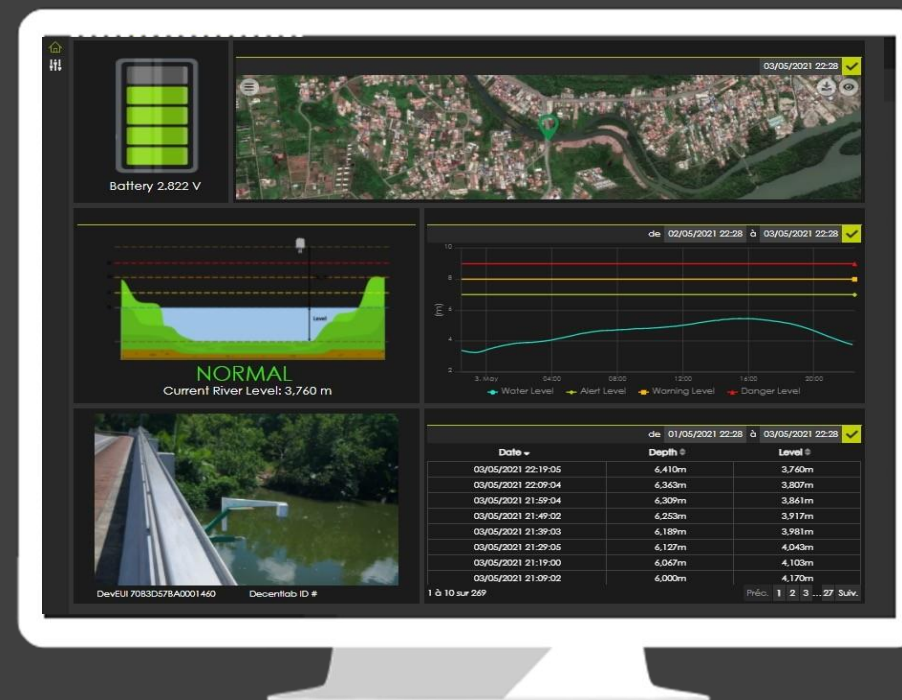 03/05/2021 22:28
Battery 2.822 V
Level
NORMAL
Current River Level: 3,760 m
de 02/05/2021 22:28 à 03/05/2021 22:28
10
8
6
4
2
[m]
3. May 04:00 08:00 12:00 16:00 20:00
Water Level Alert Level Warning Level Danger Level
DevEUI 70B3D57BA0001460 Decentlab ID #
de 01/05/2021 22:28 à 03/05/2021 22:28
Date Depth Level
03/05/2021 22:19:05 6,410m 3,760m
03/05/2021 22:09:04 6,363m 3,807m
03/05/2021 21:59:04 6,309m 3,861m
03/05/2021 21:49:02 6,253m 3,917m
03/05/2021 21:39:03 6,189m 3,981m
03/05/2021 21:29:05 6,127m 4,043m
03/05/2021 21:19:00 6,067m 4,103m
03/05/2021 21:09:02 6,000m 4,170m
1 à 10 sur 269
Préc. 1 2 3 ... 27 Suiv.